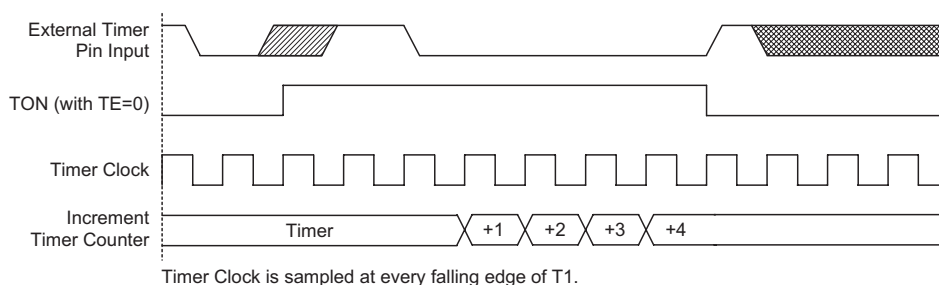 External Timer
Pin Input
TON (with TE=0)
Timer Clock
Increment
Timer Counter
Timer
+1
+2
+3
+4
Timer Clock is sampled at every falling edge of T1.